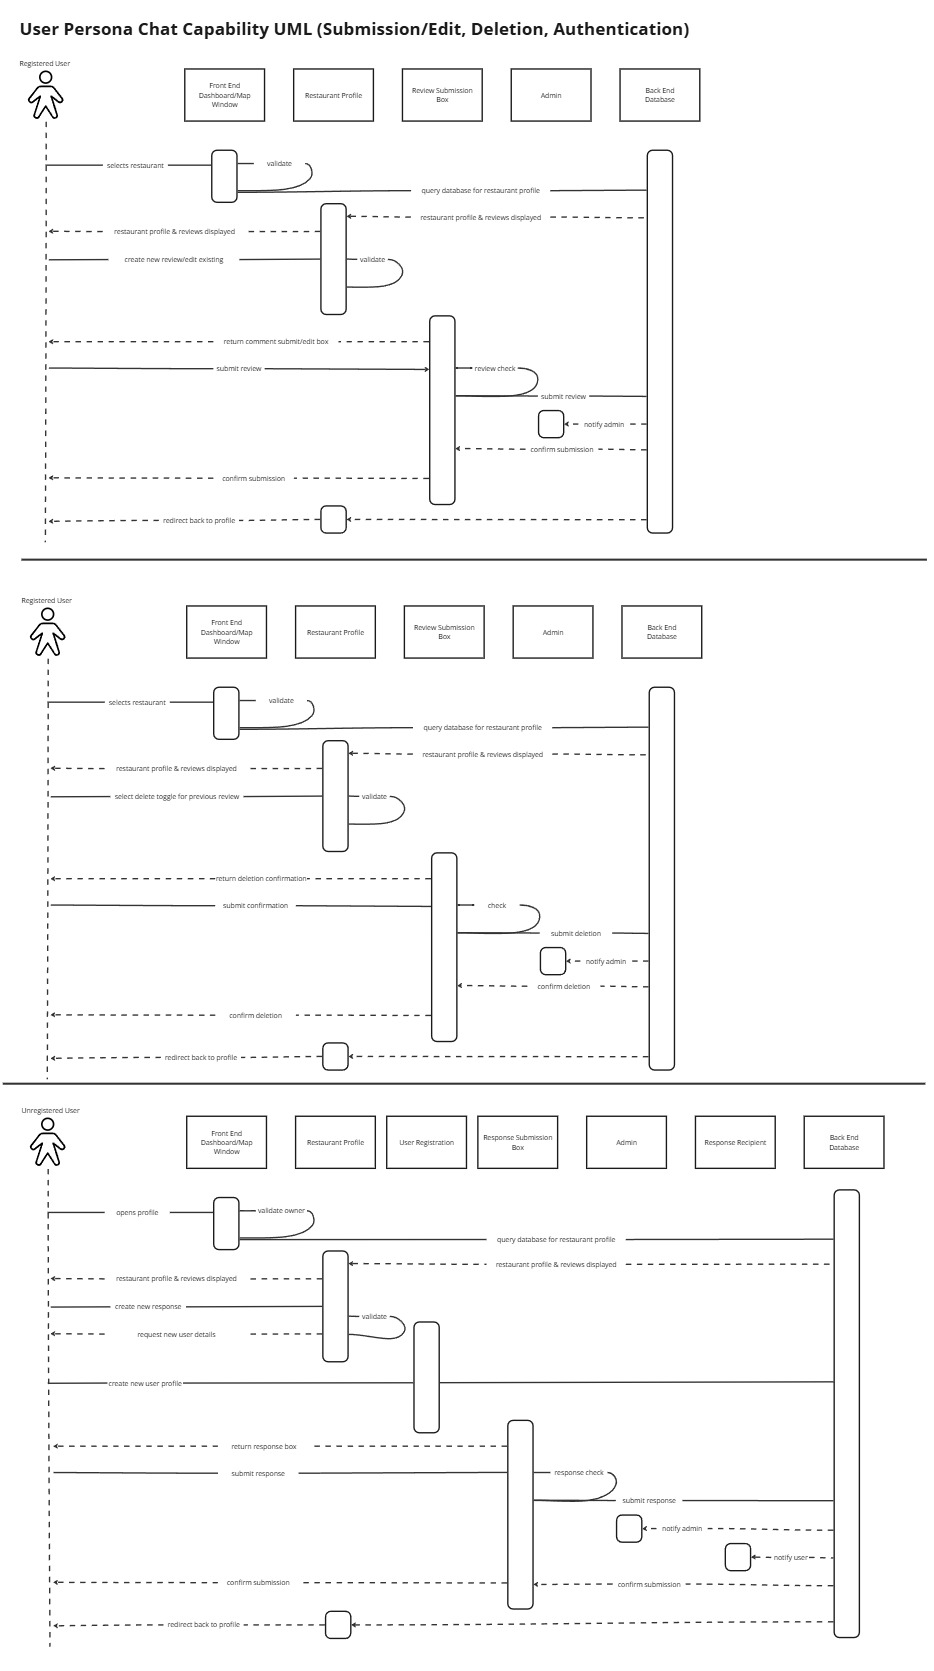 User Persona Chat Capability UML (Submission/Edit, Deletion, Authentication)
Registered User
Front End
Dashboard/Map
Window
Restaurant Profile
Review Submission
Box
Admin
Back End
Database
selects restaurant
validate
query database for restaurant profile
restaurant profile & reviews displayed
restaurant profile & reviews displayed
create new review/edit existing
validate
return comment submit/edit box
submit review
review check
submit review
notify admin
confirm submission
confirm submission
redirect back to profile
Registered User
Front End
Dashboard/Map
Window
Restaurant Profile
Review Submission
Box
Admin
Back End
Database
selects restaurant
validate
query database for restaurant profile
restaurant profile & reviews displayed
restaurant profile & reviews displayed
select delete toggle for previous review
validate
return deletion confirmation
submit confirmation
check
submit deletion
notify admin
confirm deletion
confirm deletion
redirect back to profile
Unregistered User
Front End
Dashboard/Map
Window
Restaurant Profile
User Registration
Response Submission
Box
Admin
Response Recipient
Back End
Database
opens profile
validate owner
query database for restaurant profile
restaurant profile & reviews displayed
restaurant profile & reviews displayed
create new response
validate
request new user details
create new user profile
return response box
submit response
response check
submit response
notify admin
notify user
confirm submission
confirm submission
redirect back to profile